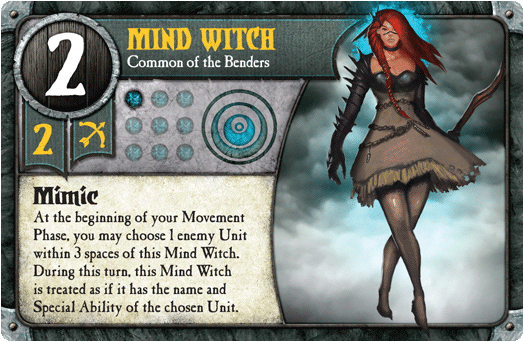 2
MIND WITCH
Common of the Benders
2
Mimic
At the beginning of your Movement
Phase, you may choose 1 enemy Unit
within 3 spaces of this Mind Witch.
During this turn, this Mind Witch
is treated as if it has the name and
Special Ability of the chosen Unit.